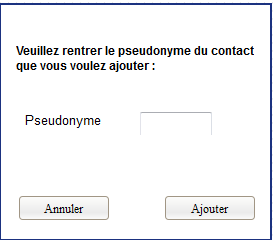 Veuillez rentrer le pseudonyme du contact
que vous voulez ajouter :
Pseudonyme
Annuler Ajouter